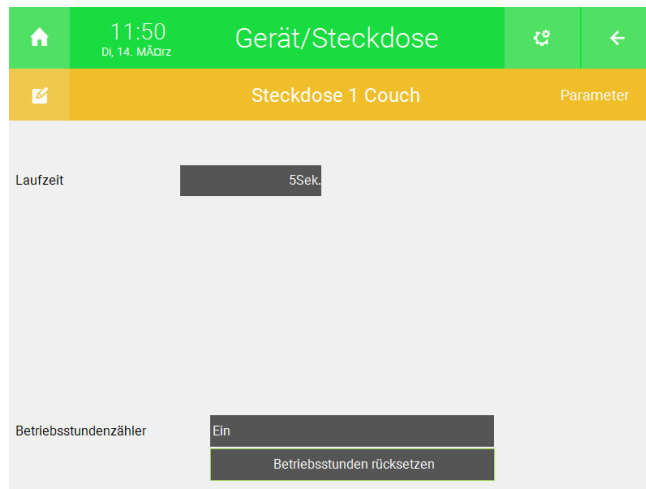 11:50
Di, 14. MÃ¤rz
Gerät/Steckdose
Steckdose 1 Couch
Parameter
Laufzeit
5Sek.
Betriebsstundenzähler
Ein
Betriebsstunden rücksetzen